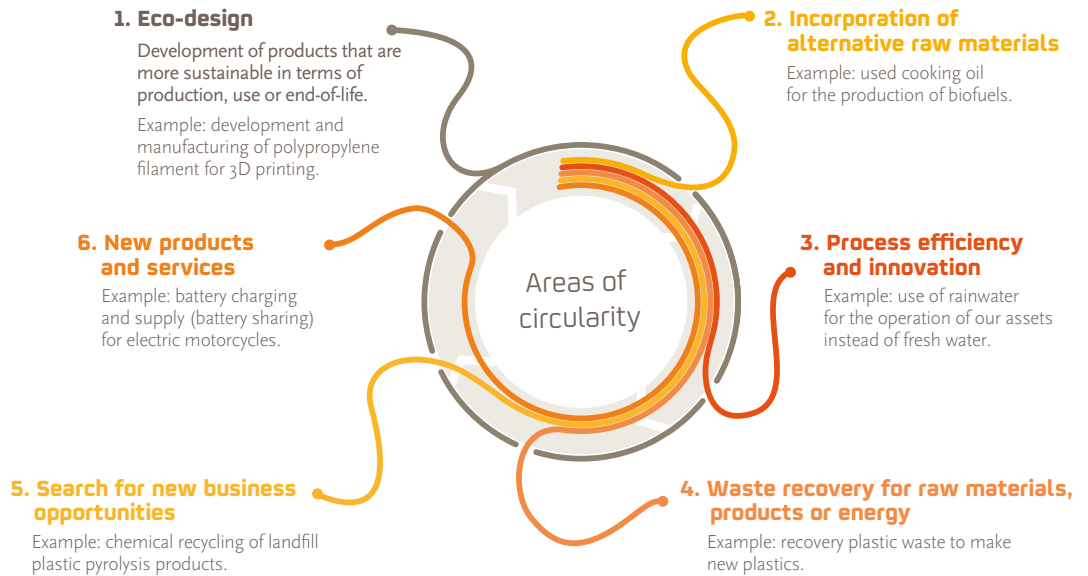 1. Eco-design
Development of products that are
more sustainable in terms of
production, use or end-of-life.
Example: development and
manufacturing of polypropylene
filament for 3D printing.
2. Incorporation of
alternative raw materials
Example: used cooking oil
for the production of biofuels.
3. Process efficiency
and innovation
Example: use of rainwater
for the operation of our assets
instead of fresh water.
4. Waste recovery for raw materials,
products or energy
Example: recovery plastic waste to make
new plastics.
5. Search for new business
opportunities
Example: chemical recycling of landfill
plastic pyrolysis products.
6. New products
and services
Example: battery charging
and supply (battery sharing)
for electric motorcycles.
Areas of
circularity